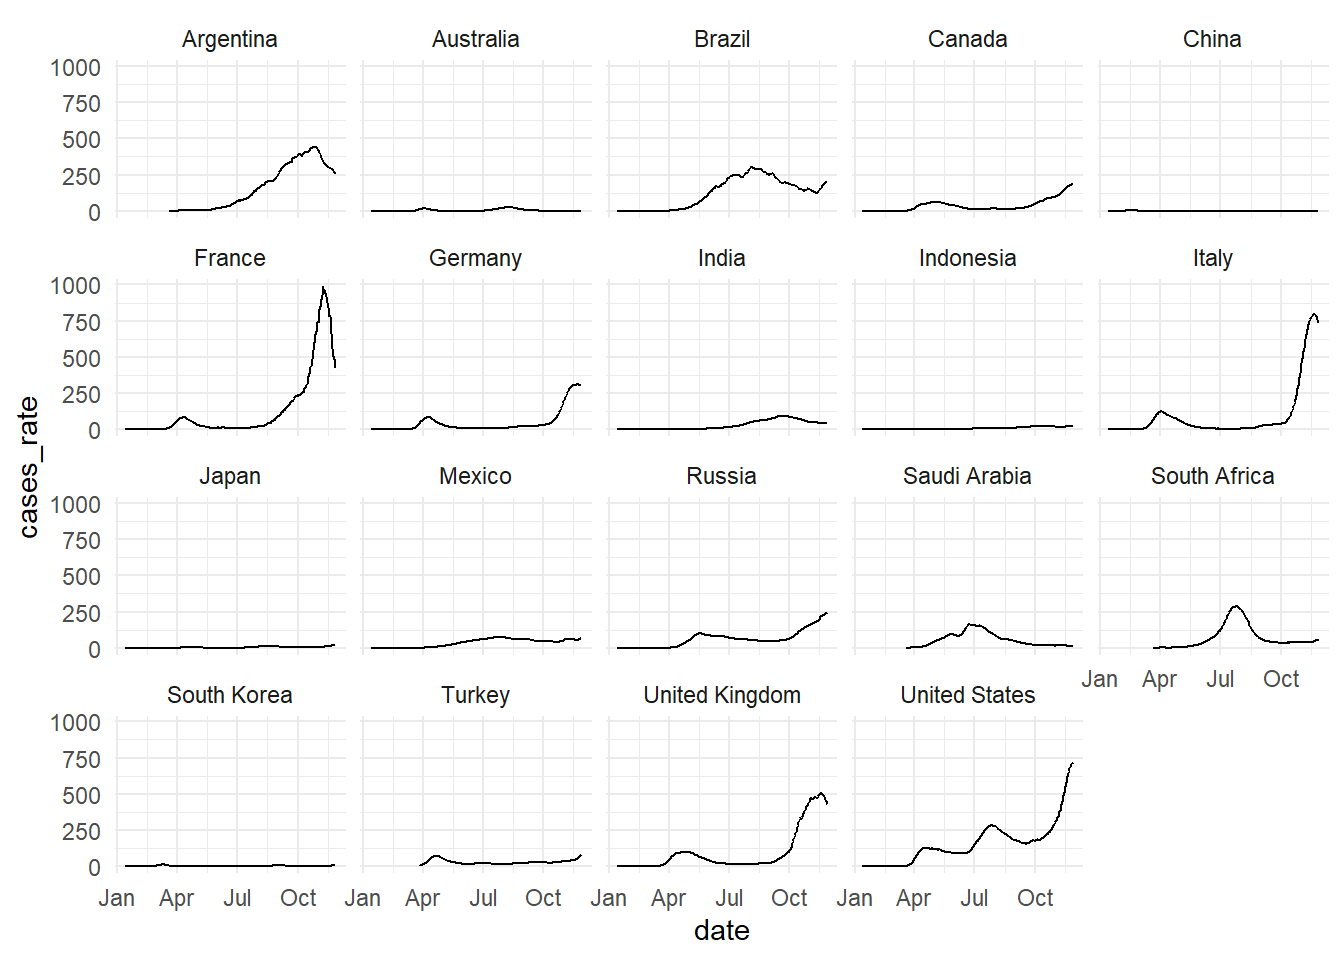 Argentina Australia Brazil Canada China
1000
750
500
250
0
France Germany India Indonesia Italy
1000
750
500
250
0
cases_rate
Japan Mexico Russia Saudi Arabia South Africa
1000
750
500
250
0
Jan Apr Jul Oct
South Korea Turkey United Kingdom United States
1000
750
500
250
0
Jan Apr Jul Oct Jan Apr Jul Oct Jan Apr Jul Oct Jan Apr Jul Oct
date